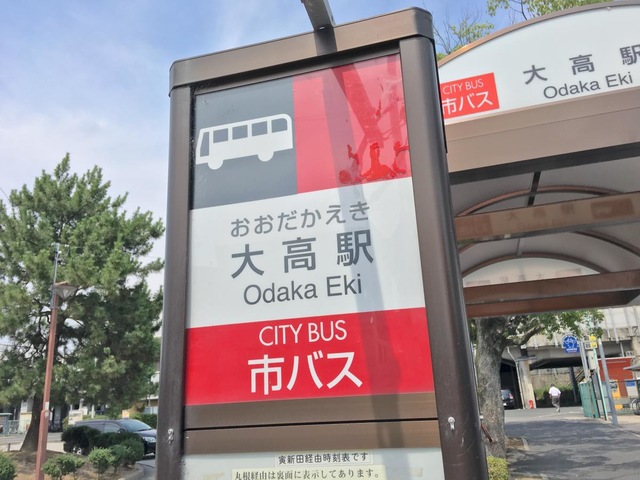 おおだかえき
大高駅
Odaka Eki
CITY BUS
市バス
寅新田経由時刻表です
丸根経由は裏面に表示してあります。
CITY BUS
市バス
大高駅
Odaka Eki